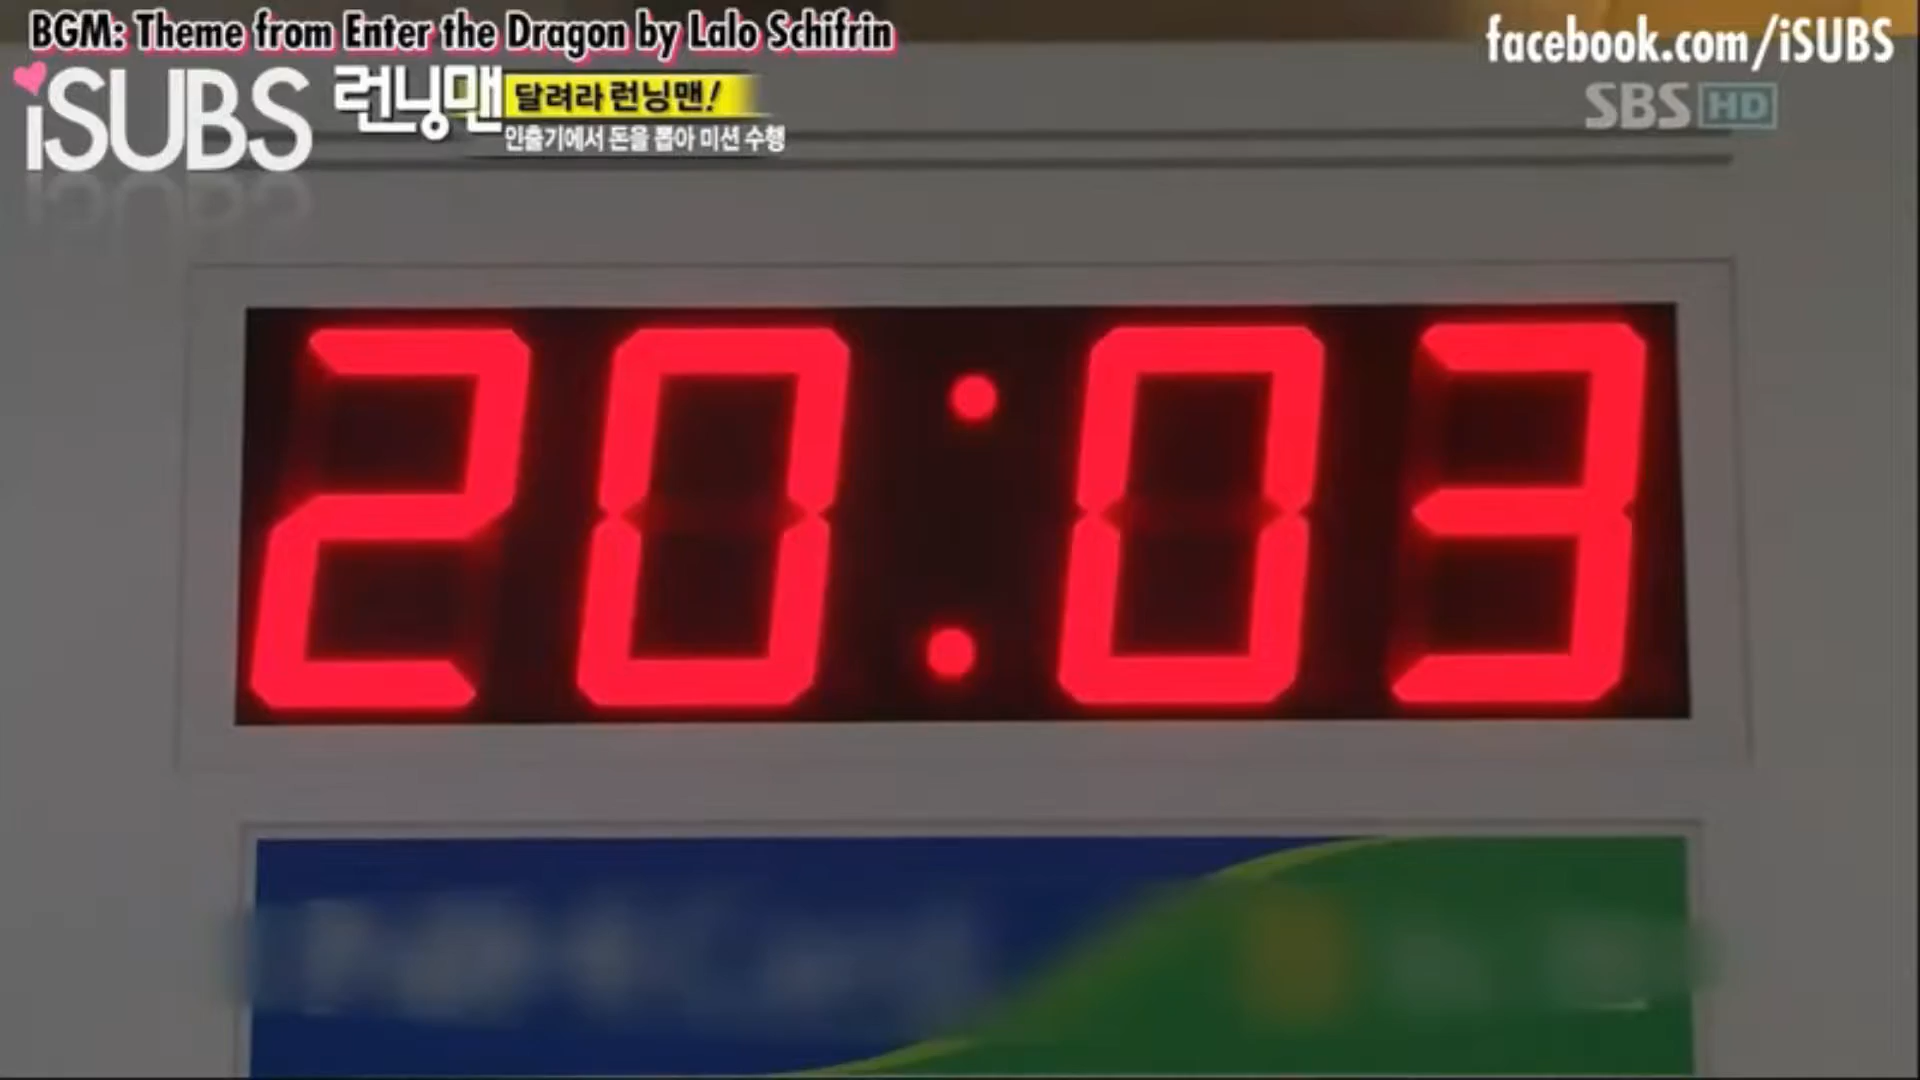 BGM: Theme from Enter the Dragon by Lalo Schifrin
facebook.com/iSUBS
iSUBS
런닝맨
달려라 런닝맨!
인출기에서 돈을 뽑아 미션 수행
SBS HD
20:03